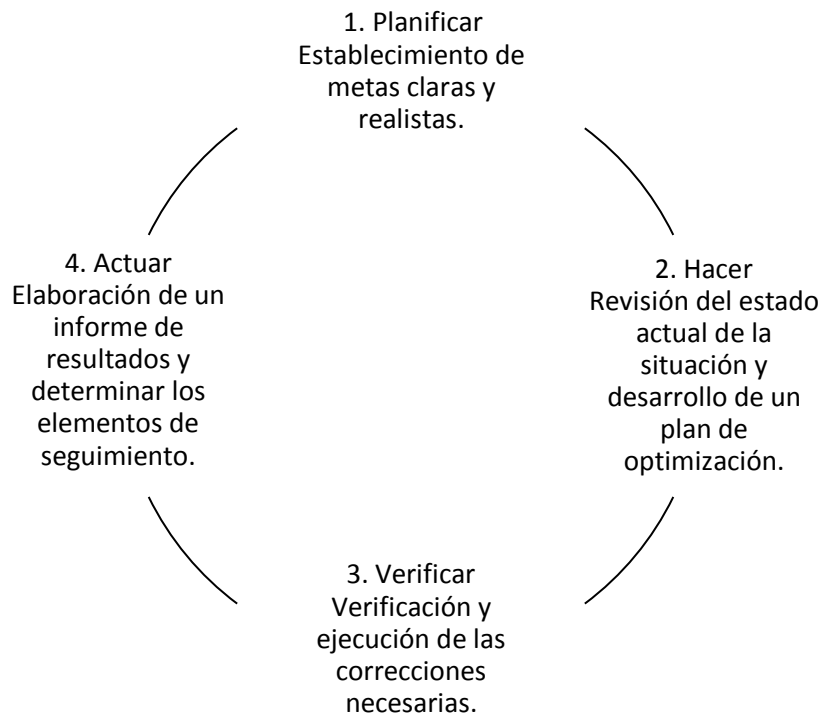 1. Planificar
Establecimiento de
metas claras y
realistas.
2. Hacer
Revisión del estado
actual de la
situación y
desarrollo de un
plan de
optimización.
3. Verificar
Verificación y
ejecución de las
correcciones
necesarias.
4. Actuar
Elaboración de un
informe de
resultados y
determinar los
elementos de
seguimiento.